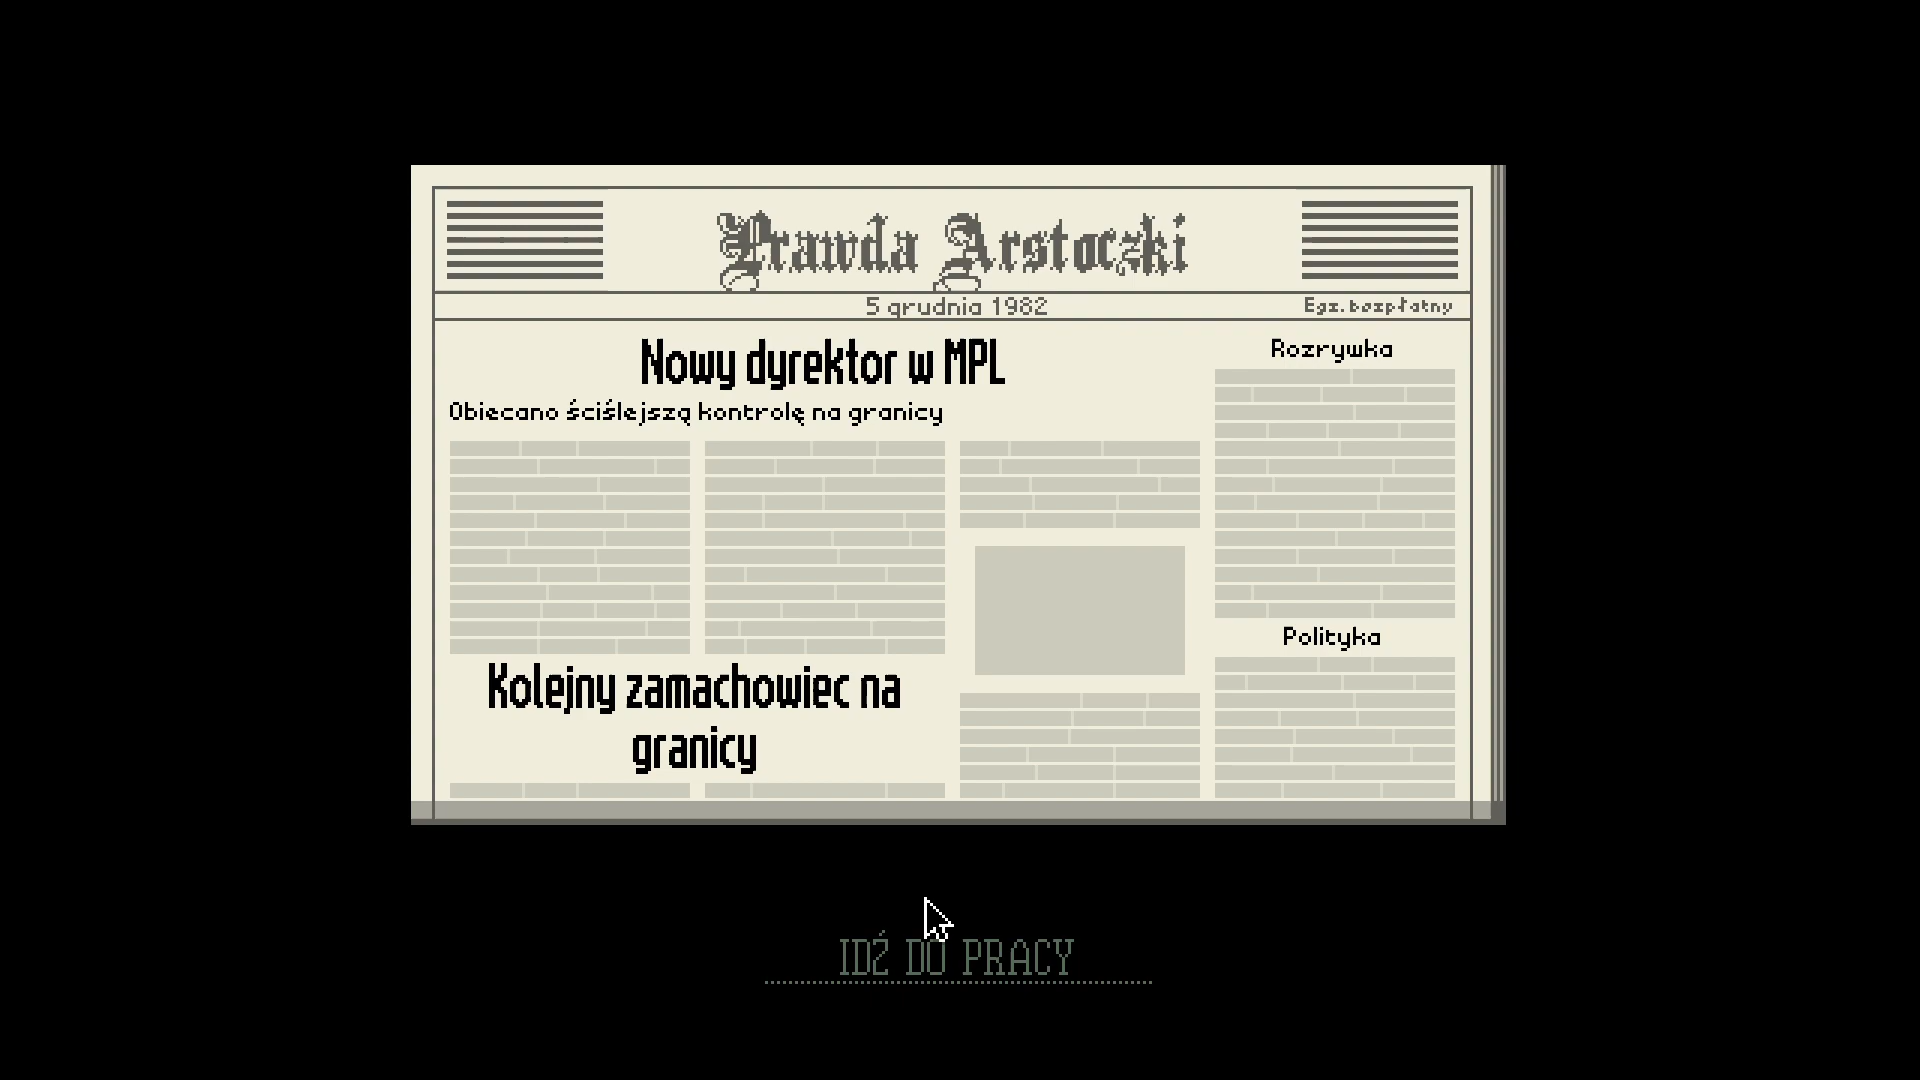 Prawda Arstoczki
5 grudnia 1982
Egz. bezpłatny
Nowy dyrektor w MPL
Obiecano ściślejszą kontrolę na granicy
Kolejny zamachowiec na
granicy
Rozrywka
Polityka
IDŹ DO PRACY